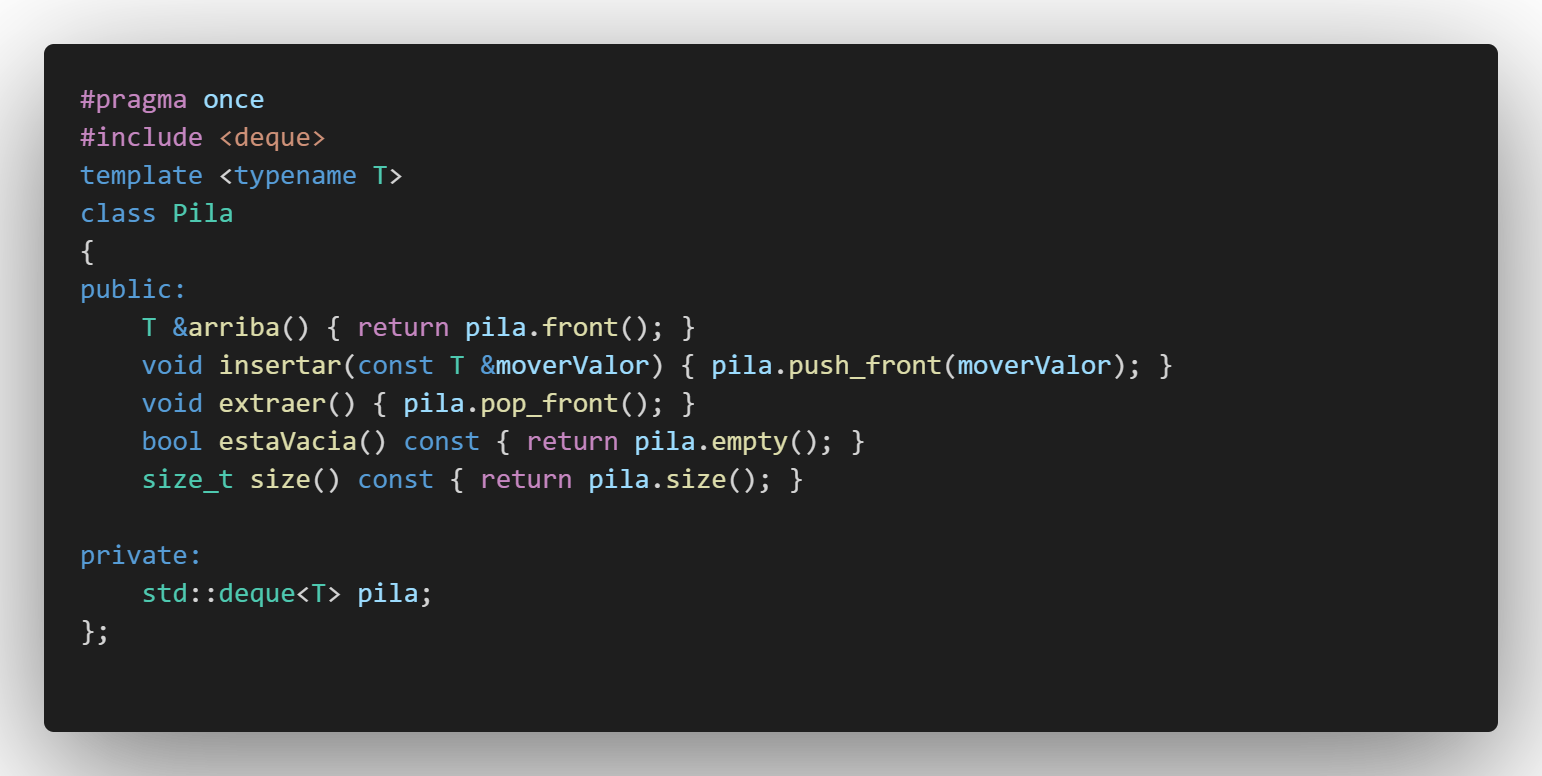 #pragma once
#include <deque>
template <typename T>
class Pila
{
public:
    T &arriba() { return pila.front(); }
    void insertar(const T &moverValor) { pila.push_front(moverValor); }
    void extraer() { pila.pop_front(); }
    bool estaVacia() const { return pila.empty(); }
    size_t size() const { return pila.size(); }

private:
    std::deque<T> pila;
};